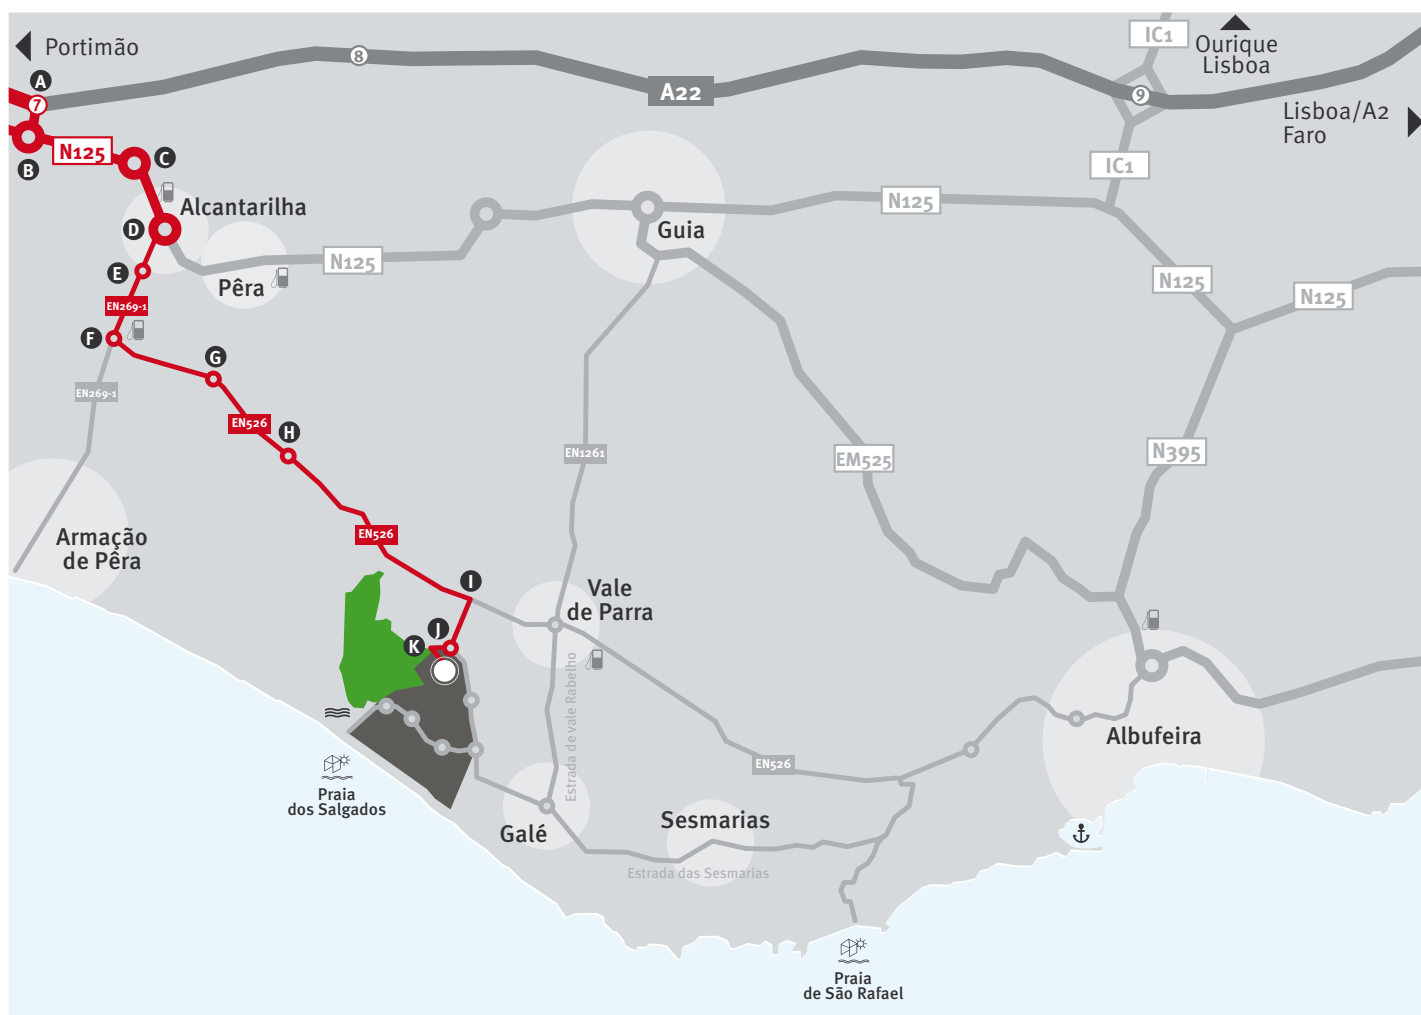 Portimão
IC1
Ourique
Lisboa
8
A22
9
A
7
Lisboa/A2
Faro
B
N125
C
IC1
Alcantarilha
N125
D
Guia
E
Pêra
N125
N125
N125
EN269-1
F
G
EN269-1
EN526
H
EN1261
EM525
N395
Armação
de Pêra
EN526
I
Vale
de Parra
J
K
Estrada de vale Rabelho
EN526
Albufeira
Praia
dos Salgados
Galé
Sesmarias
Estrada das Sesmarias
Praia
de São Rafael